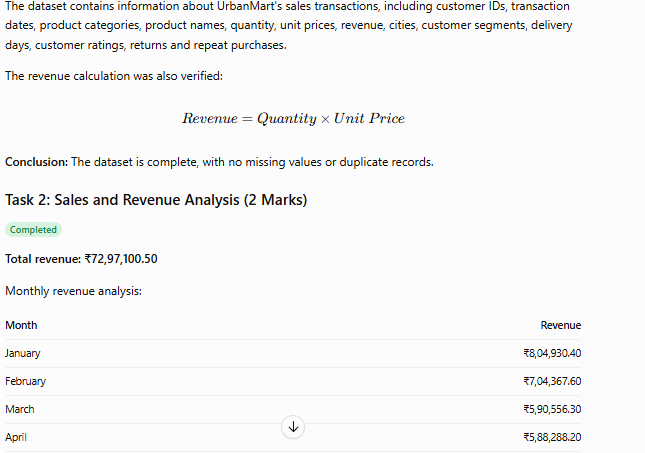 The dataset contains information about UrbanMart's sales transactions, including customer IDs, transaction
dates, product categories, product names, quantity, unit prices, revenue, cities, customer segments, delivery
days, customer ratings, returns and repeat purchases.
The revenue calculation was also verified:
Revenue = Quantity × Unit Price
Conclusion: The dataset is complete, with no missing values or duplicate records.
Task 2: Sales and Revenue Analysis (2 Marks)
Completed
Total revenue: ₹72,97,100.50
Monthly revenue analysis:
Month Revenue
January ₹8,04,930.40
February ₹7,04,367.60
March ₹5,90,556.30
April ₹5,88,288.20